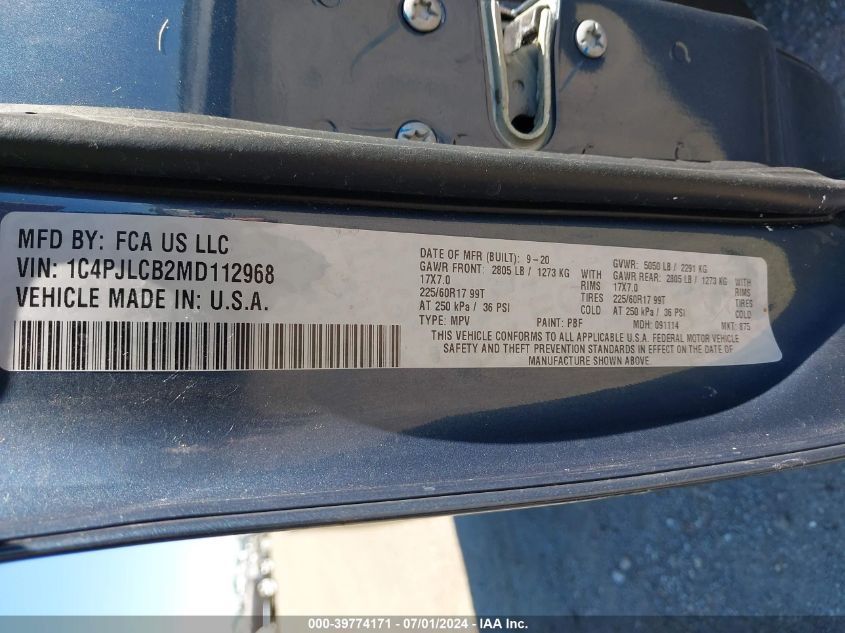 MFD BY: FCA US LLC
VIN: 1C4PJLCB2MD112968
VEHICLE MADE IN: U.S.A.
DATE OF MFR (BUILT): 9-20 GVWR: 5050 LB / 2291 KG
GAWR FRONT: 2805 LB / 1273 KG WITH GAWR REAR: 2805 LB / 1273 KG WITH
17X7.0 RIMS 17X7.0 RIMS
225/60R17 99T TIRES 225/60R17 99T TIRES
AT 250 kPa / 36 PSI COLD AT 250 kPa / 36 PSI COLD
TYPE: MPV PAINT: PBF MDH: 091114 MKT: 875
THIS VEHICLE CONFORMS TO ALL APPLICABLE U.S.A. FEDERAL MOTOR VEHICLE
SAFETY AND THEFT PREVENTION STANDARDS IN EFFECT ON THE DATE OF
MANUFACTURE SHOWN ABOVE.
000-39774171 - 07/01/2024 - IAA Inc.